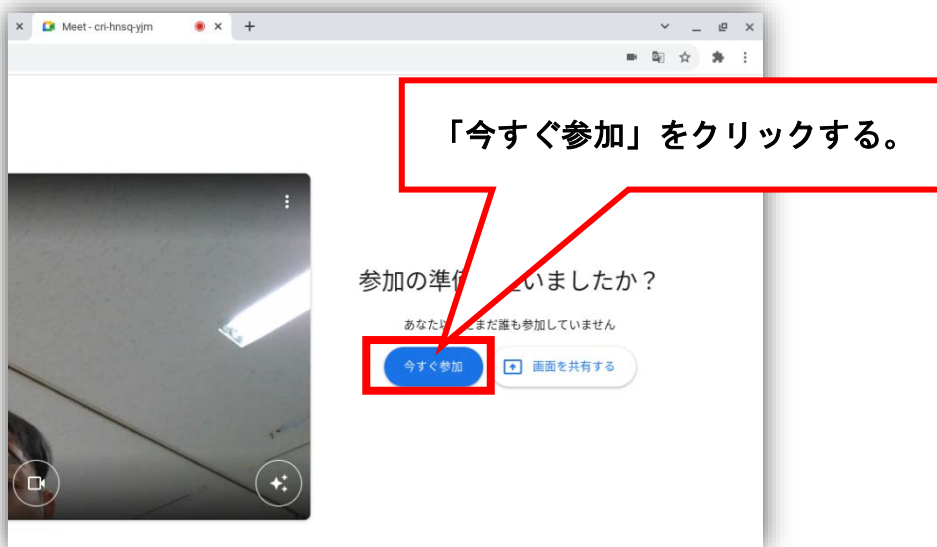 Meet - cri-hnsq-yjm
「今すぐ参加」をクリックする。
参加の準 いましたか？
あなた以 まだ誰も参加していません
今すぐ参加
画面を共有する